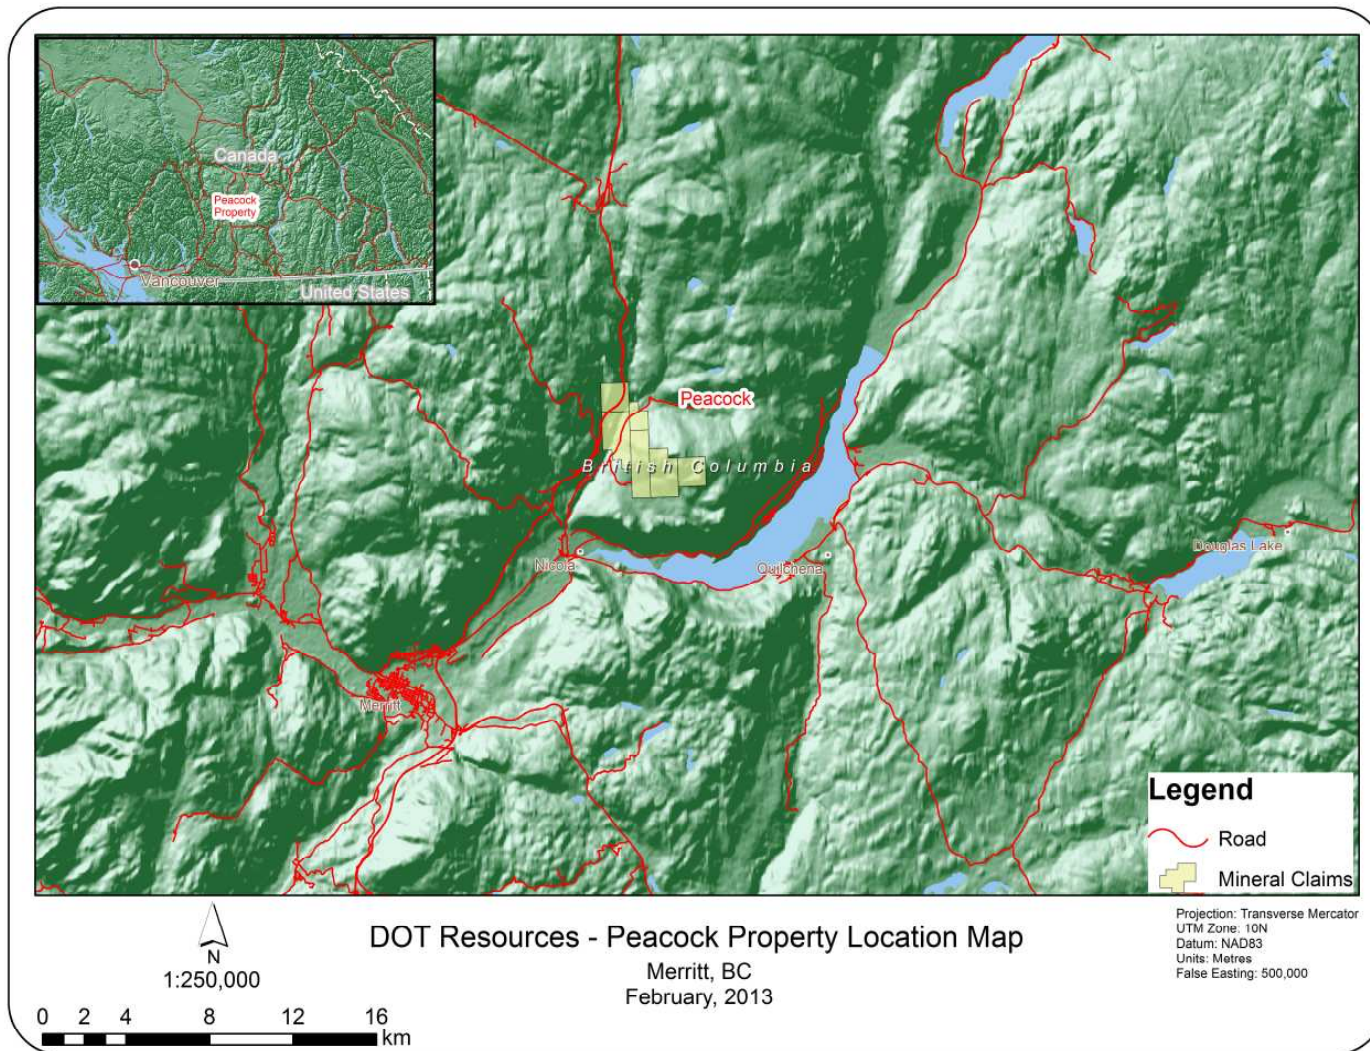 Canada
Peacock
Property
Vancouver
United States
Peacock
British Columbia
Nicola
Quilchena
Douglas Lake
Merritt
Legend
Road
Mineral Claims
N
1:250,000
0 2 4 8 12 16
km
DOT Resources - Peacock Property Location Map
Merritt, BC
February, 2013
Projection: Transverse Mercator
UTM Zone: 10N
Datum: NAD83
Units: Metres
False Easting: 500,000